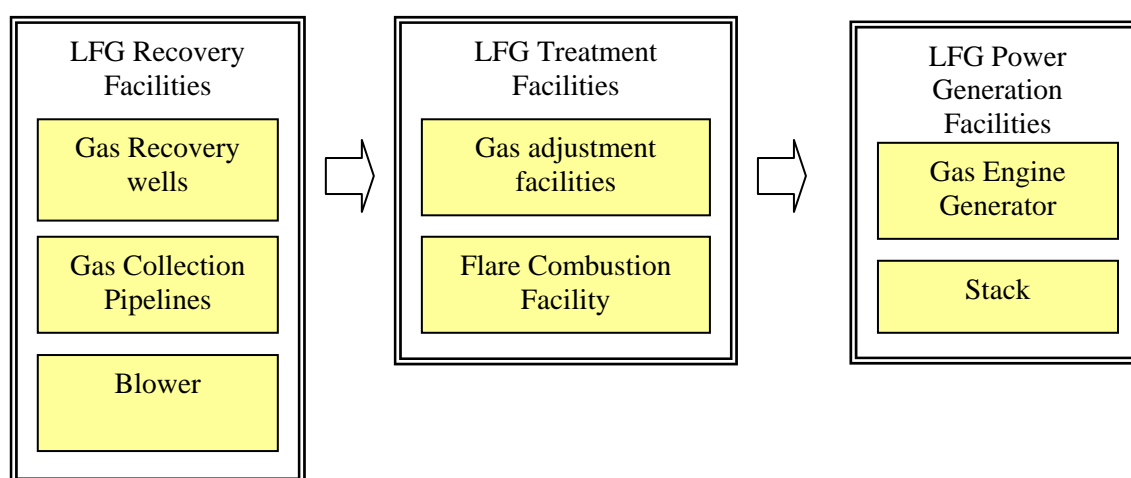 LFG Recovery
Facilities
Gas Recovery
wells
Gas Collection
Pipelines
Blower
LFG Treatment
Facilities
Gas adjustment
facilities
Flare Combustion
Facility
LFG Power
Generation
Facilities
Gas Engine
Generator
Stack